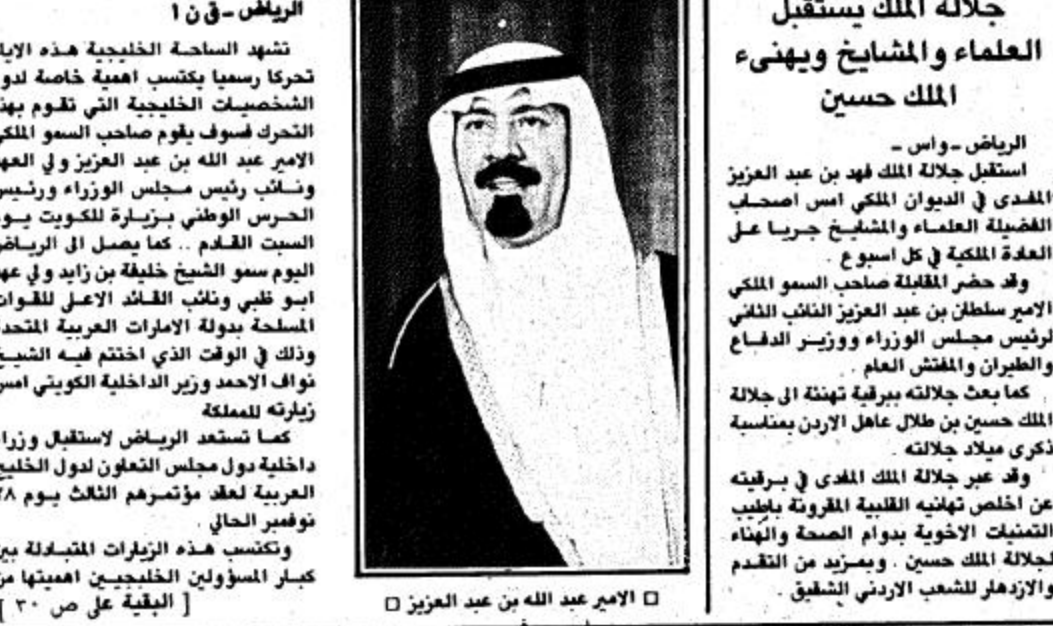 جلالة الملك يستقبل
العلماء والمشايخ ويهنىء
الملك حسين
الرياض - واس -
استقبل جلالة الملك فهد بن عبد العزيز
المفدى في الديوان الملكي امس اصحاب
الفضيلة العلماء والمشايخ جريا على
العادة الملكية في كل اسبوع .
وقد حضر المقابلة صاحب السمو الملكي
الامير سلطان بن عبد العزيز النائب الثاني
لرئيس مجلس الوزراء ووزير الدفاع
والطيران والمفتش العام .
كما بعث جلالته ببرقية تهنئة الى جلالة
الملك حسين بن طلال عاهل الاردن بمناسبة
ذكرى ميلاد جلالته .
وقد عبر جلالة الملك المفدى في برقيته
عن اخلص تهانيه القلبية المقرونة باطيب
التمنيات الاخوية بدوام الصحة والهناء
لجلالة الملك حسين . وبمزيد من التقدم
والازدهار للشعب الاردني الشقيق .
□ الامير عبد الله بن عبد العزيز □
الرياض - ق ن ا
تشهد الساحة الخليجية هذه الايا
تحركا رسميا يكتسب اهمية خاصة لدو
الشخصيات الخليجية التي تقوم بهذ
التحرك فسوف يقوم صاحب السمو الملكي
الامير عبد الله بن عبد العزيز ولي العه
ونائب رئيس مجلس الوزراء ورئيس
الحرس الوطني بزيارة للكويت يو
السبت القادم .. كما يصل الى الرياض
اليوم سمو الشيخ خليفة بن زايد ولي عه
ابو ظبي ونائب القائد الاعلى للقوات
المسلحة بدولة الامارات العربية المتحد
وذلك في الوقت الذي اختتم فيه الشيخ
نواف الاحمد وزير الداخلية الكويتي امس
زيارته للمملكة
كما تستعد الرياض لاستقبال وزرا
داخلية دول مجلس التعاون لدول الخليج
العربية لعقد مؤتمرهم الثالث يوم
نوفمبر الحالي .
وتكتسب هذه الزيارات المتبادلة بين
كبار المسؤولين الخليجيين اهميتها من
[ البقية على ص ٣٠ ]